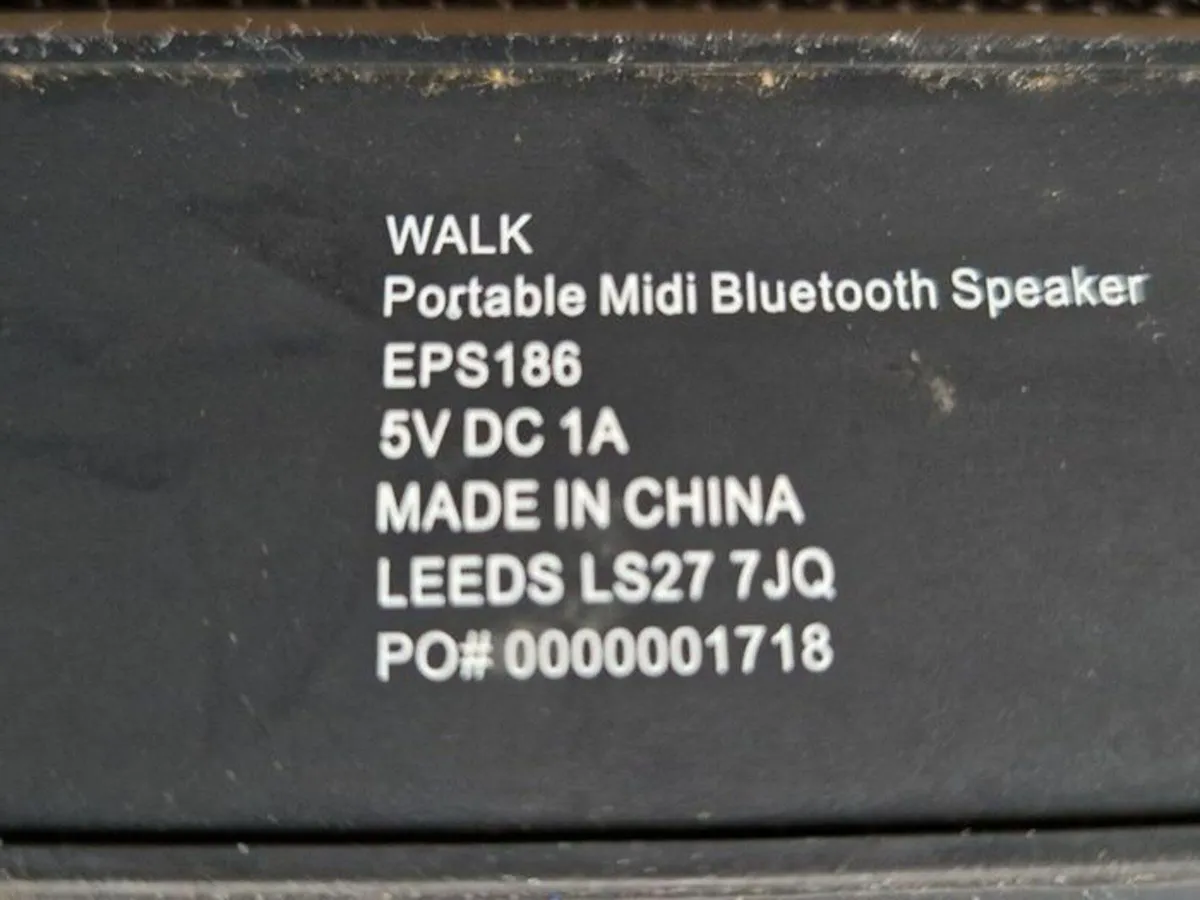 WALK
Portable Midi Bluetooth Speaker
EPS186
5V DC 1A
MADE IN CHINA
LEEDS LS27 7JQ
PO# 0000001718